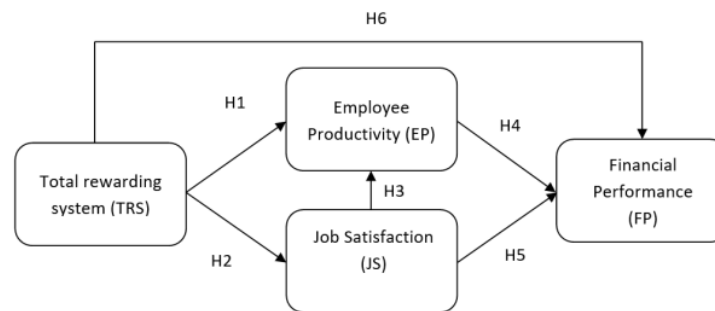 H6
H1
Employee
Productivity (EP)
H4
Total rewarding
system (TRS)
H3
Financial
Performance
(FP)
H2
Job Satisfaction
(JS)
H5